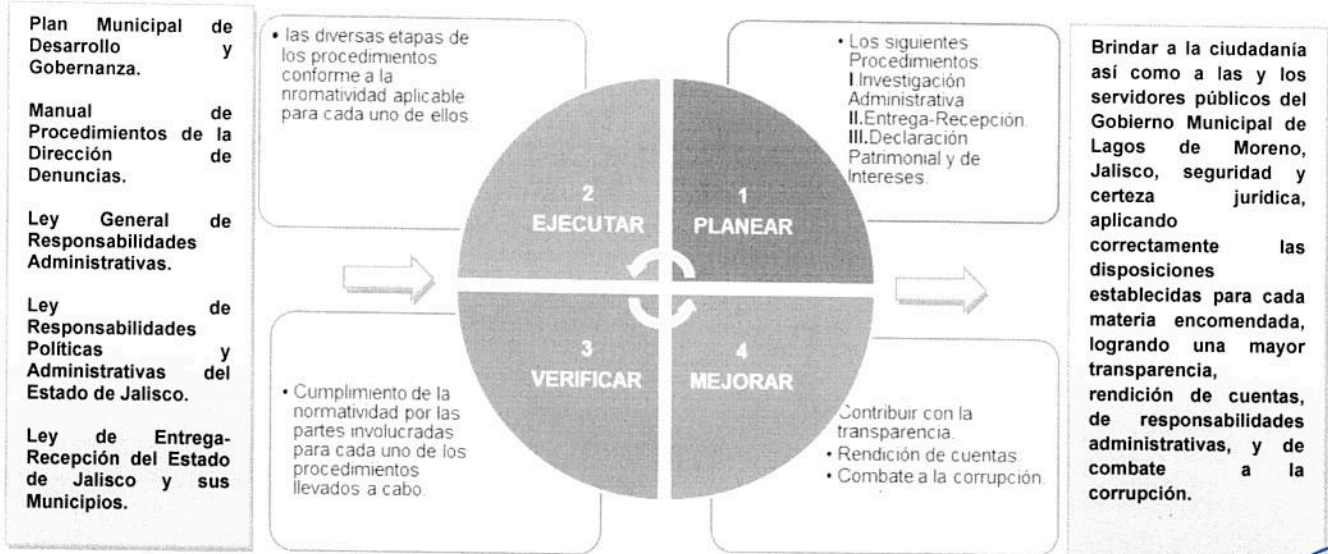 Plan Municipal de
Desarrollo y
Gobernanza.
Manual de
Procedimientos de la
Dirección de
Denuncias.
Ley General de
Responsabilidades
Administrativas.
Ley de
Responsabilidades
Políticas y
Administrativas del
Estado de Jalisco.
Ley de Entrega-
Recepción del Estado
de Jalisco y sus
Municipios.
• las diversas etapas de
los procedimientos
conforme a la
nromatividad aplicable
para cada uno de ellos.
• Los siguientes
Procedimientos
I Investigación
Administrativa
II.Entrega-Recepción.
III.Declaración
Patrimonial y de
Intereses.
2
EJECUTAR
1
PLANEAR
3
VERIFICAR
4
MEJORAR
• Cumplimiento de la
normatividad por las
partes involucradas
para cada uno de los
procedimientos
llevados a cabo.
Contribuir con la
transparencia.
• Rendición de cuentas
• Combate a la corrupción.
Brindar a la ciudadanía
así como a las y los
servidores públicos del
Gobierno Municipal de
Lagos de Moreno,
Jalisco, seguridad y
certeza jurídica,
aplicando
correctamente las
disposiciones
establecidas para cada
materia encomendada,
logrando una mayor
transparencia,
rendición de cuentas,
de responsabilidades
administrativas, y de
combate a la
corrupción.